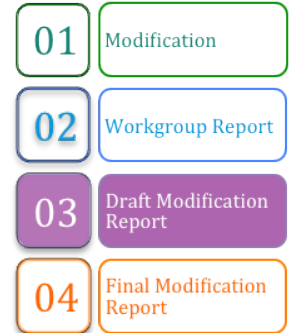 01
Modification
02
Workgroup Report
03
Draft Modification
Report
04
Final Modification
Report